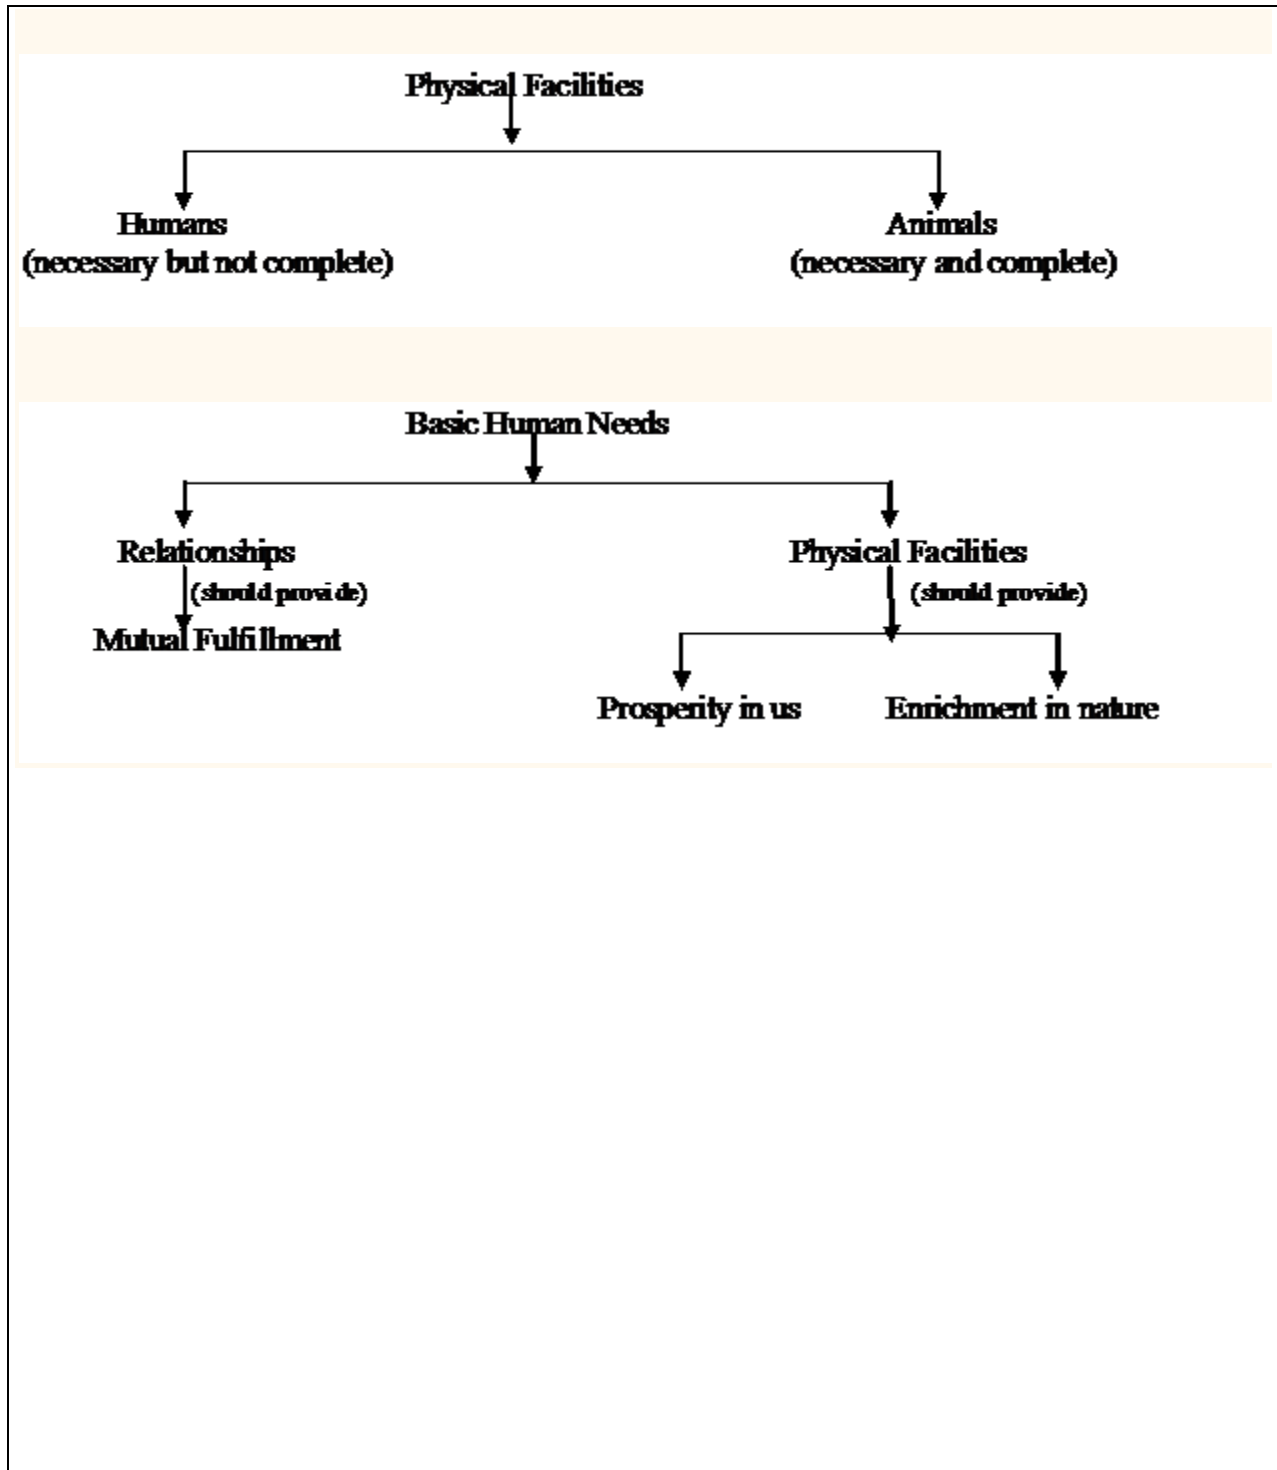 Physical Facilities
Humans
(necessary but not complete)
Animals
(necessary and complete)
Basic Human Needs
Relationships
(should provide)
Mutual Fulfillment
Physical Facilities
(should provide)
Prosperity in us
Enrichment in nature